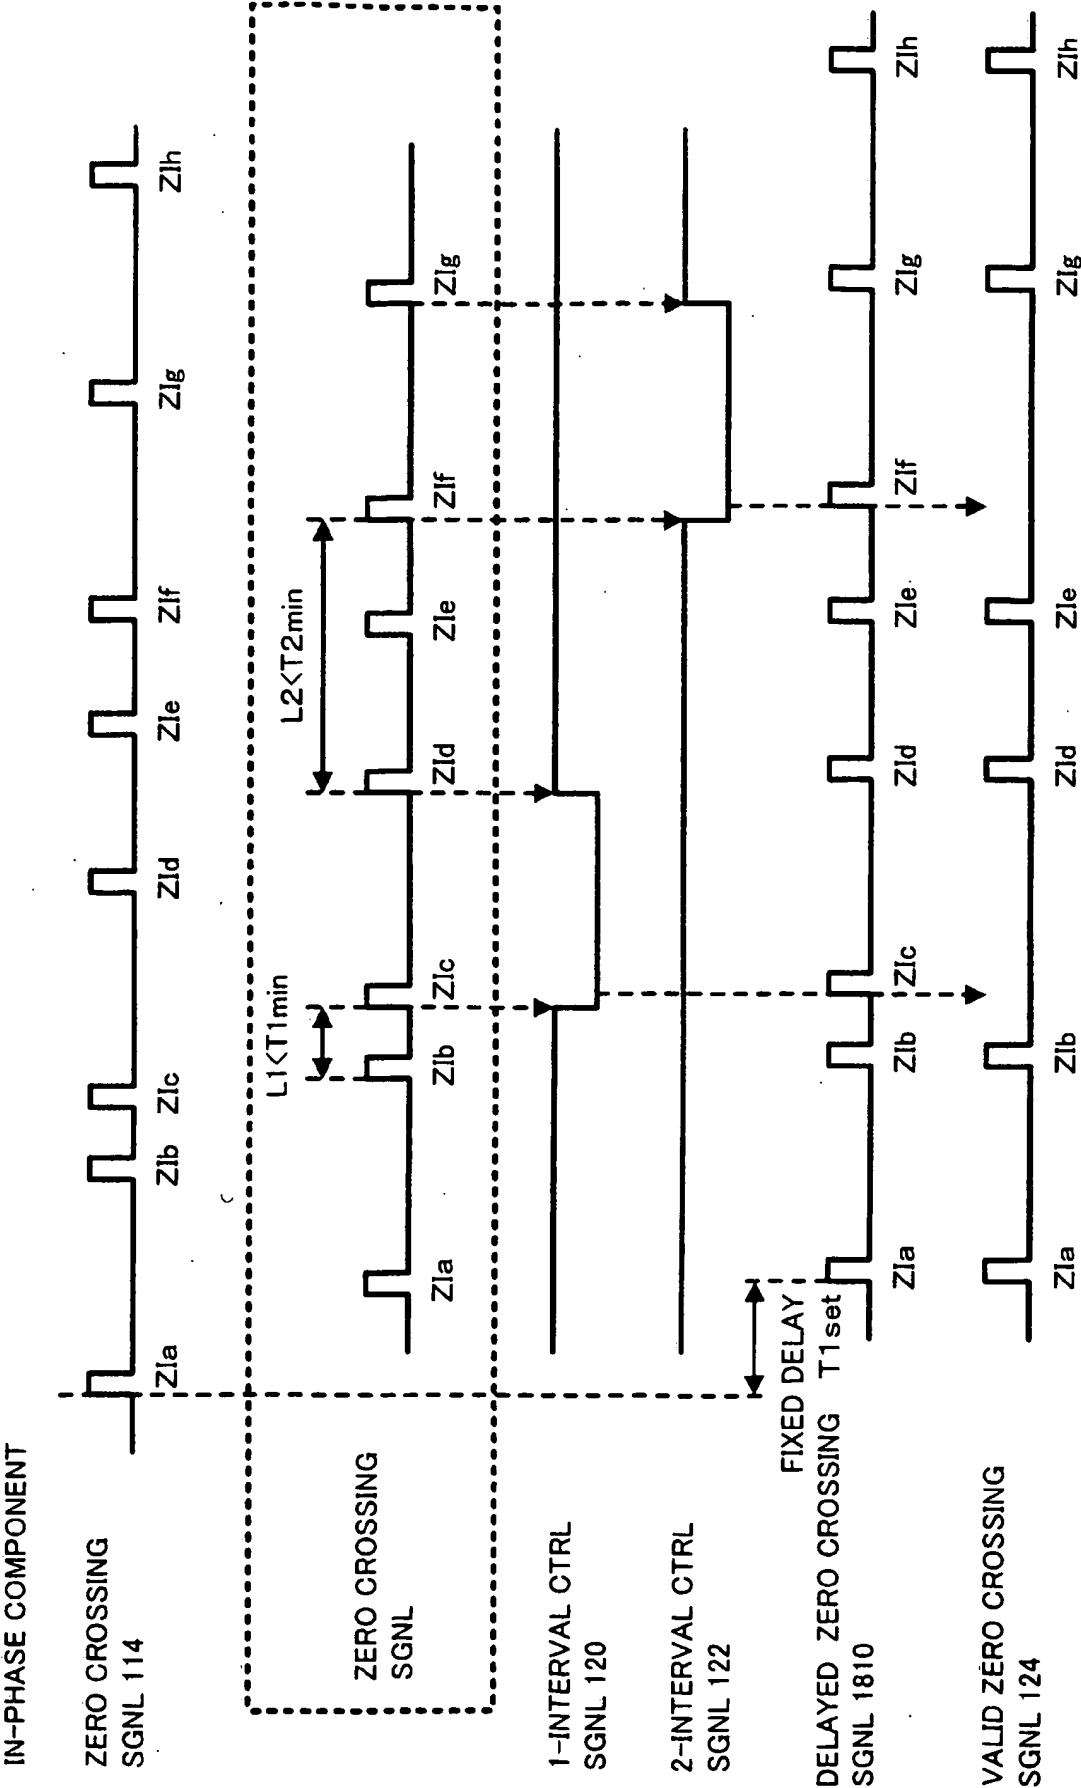 IN-PHASE COMPONENT
ZERO CROSSING
SGNL 114
ZIa
ZIb
ZIc
ZId
ZIe
ZIf
ZIg
ZIh
ZERO CROSSING
SGNL
L1<T1min
L2<T2min
ZIa
ZIb
ZIc
ZId
ZIe
ZIf
ZIg
1-INTERVAL CTRL
SGNL 120
2-INTERVAL CTRL
SGNL 122
FIXED DELAY
T1set
DELAYED ZERO CROSSING
SGNL 1810
ZIa
ZIb
ZIc
ZId
ZIe
ZIf
ZIg
ZIh
VALID ZERO CROSSING
SGNL 124
ZIa
ZIb
ZId
ZIe
ZIg
ZIh